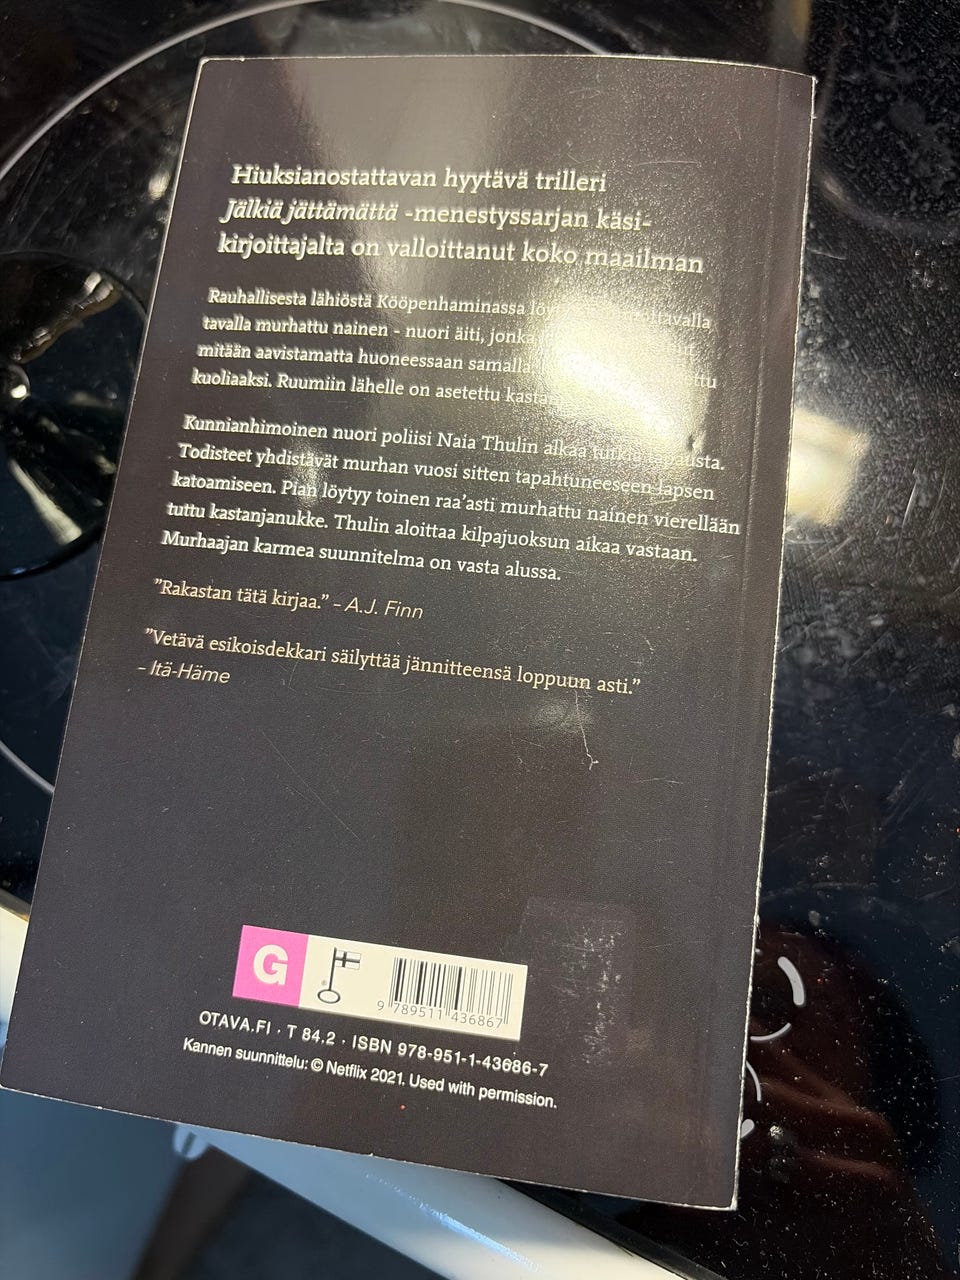 Hiuksianostattavan hyytävä trilleri
Jälkiä jättämättä -menestyssarjan käsi-
kirjoittajalta on valloittanut koko maailman
Rauhallisesta lähiöstä Kööpenhaminassa
tavalla murhattu nainen - nuori äiti, jonka
mitään aavistamatta huoneessaan samalla
kuoliaaksi. Ruumiin lähelle on asetettu
Kunnianhimoinen nuori poliisi Naia Thulin alkaa tutkia
Todisteet yhdistävät murhan vuosi sitten tapahtuneeseen lapsen
katoamiseen. Pian löytyy toinen raa'asti murhattu nainen vierellään
tuttu kastanjanukke. Thulin aloittaa kilpajuoksun aikaa vastaan.
Murhaajan karmea suunnitelma on vasta alussa.
"Rakastan tätä kirjaa." - A.J. Finn
"Vetävä esikoisdekkari säilyttää jännitteensä loppuun asti."
- Itä-Häme
G
9 789511 436867
OTAVA.FI · T 84.2 · ISBN 978-951-1-43686-7
Kannen suunnittelu: © Netflix 2021. Used with permission.